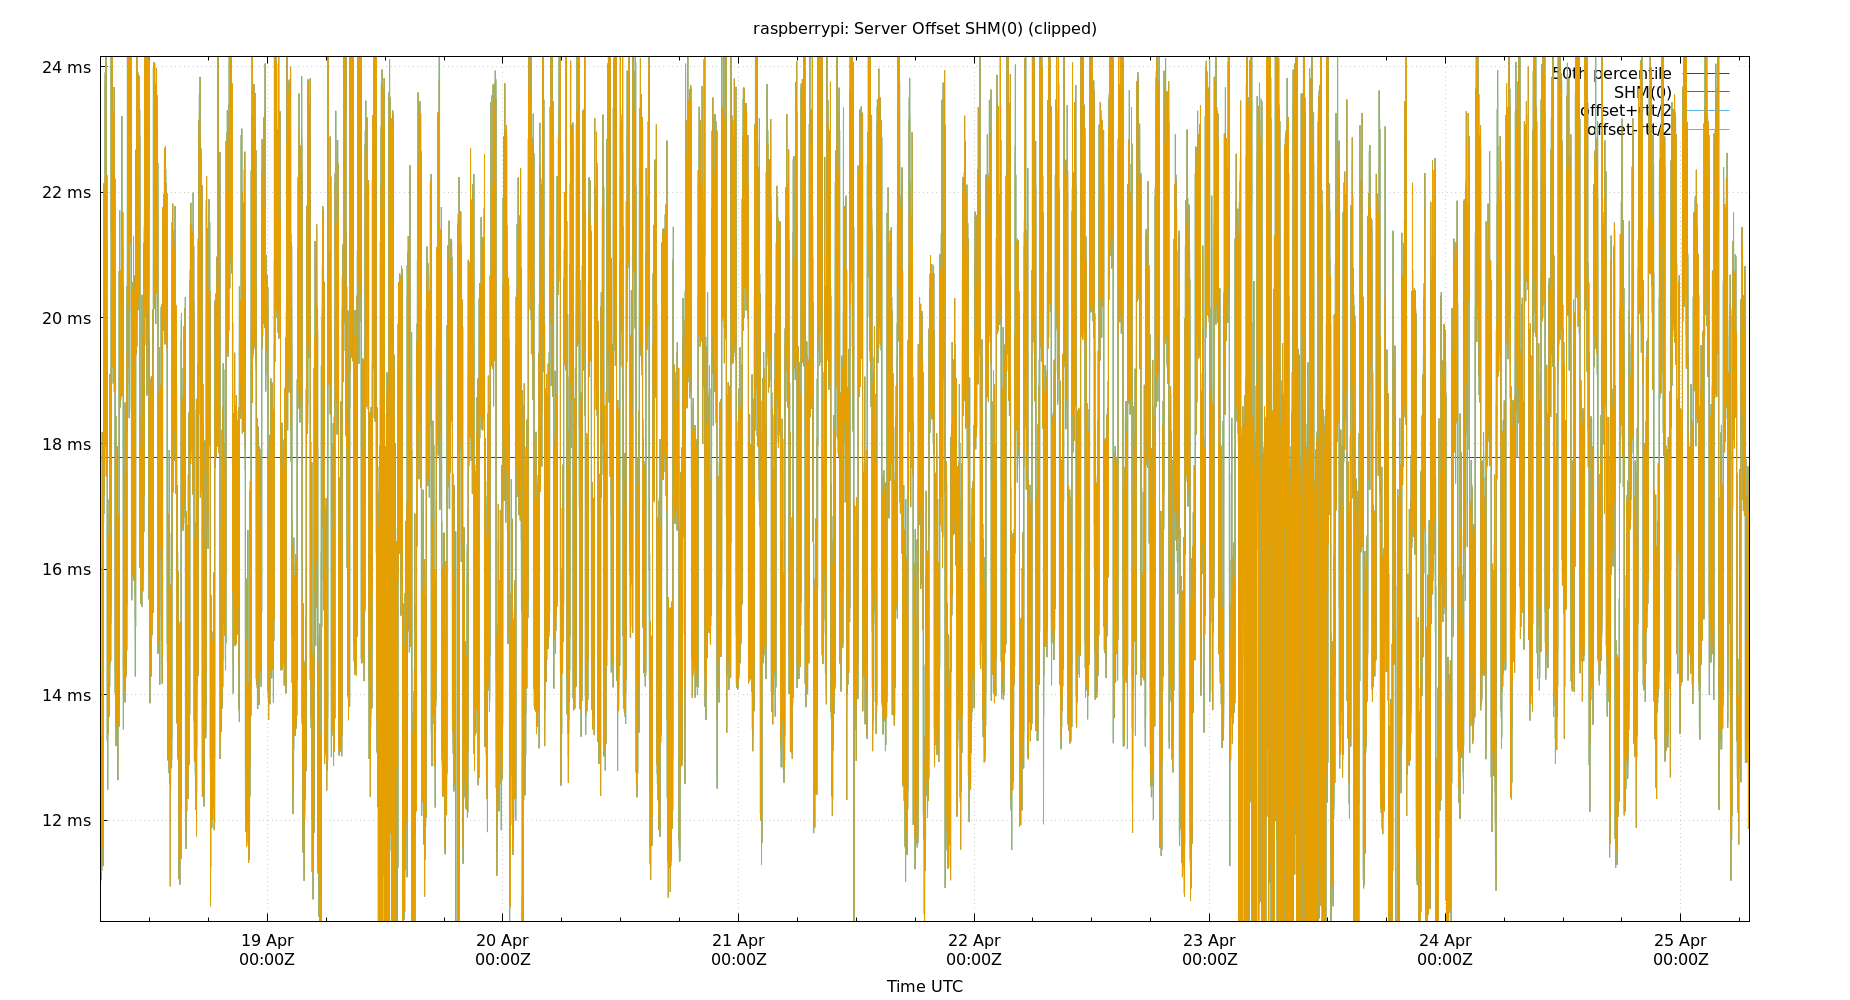 raspberrypi: Server Offset SHM(0) (clipped)
24 ms
22 ms
20 ms
18 ms
16 ms
14 ms
12 ms
50th percentile
SHM(0)
offset+rtt/2
offset-rtt/2
19 Apr
00:00Z
20 Apr
00:00Z
21 Apr
00:00Z
22 Apr
00:00Z
23 Apr
00:00Z
24 Apr
00:00Z
25 Apr
00:00Z
Time UTC